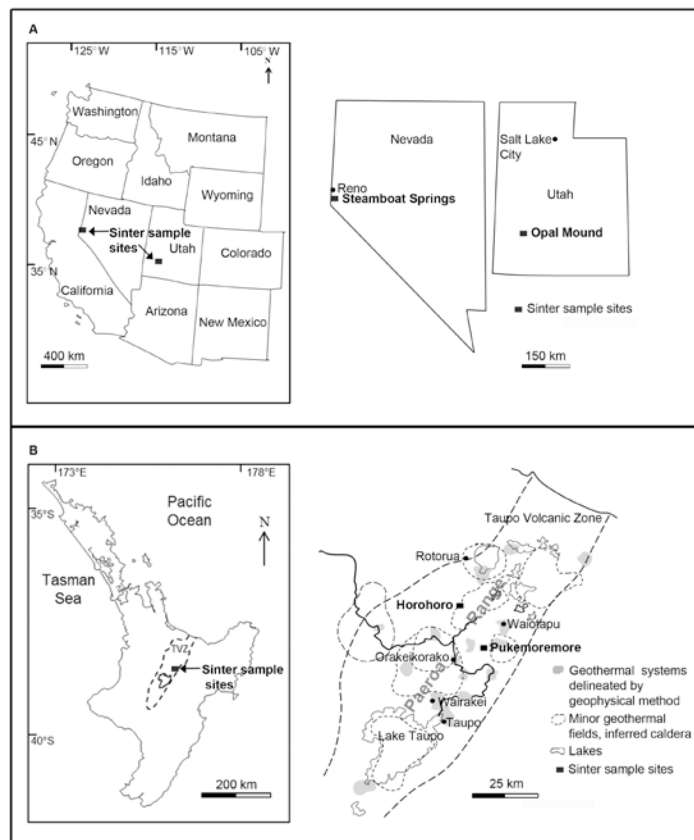 A
125°W
115°W
105°W
S
45°N
35°N
Washington
Montana
Oregon
Idaho
Wyoming
Nevada
Sinter sample
sites
Utah
Colorado
California
Arizona
New Mexico
400 km
Nevada
Reno
Steamboat Springs
Salt Lake
City
Utah
Opal Mound
Sinter sample sites
150 km
B
173°E
178°E
35°S
40°S
Pacific
Ocean
N
Tasman
Sea
TVZ
Sinter sample
sites
200 km
Taupo Volcanic Zone
Rotorua
Horohoro
Range
Waiotapu
Pukemoremore
Orakeikorako
Paeroa
Wairakei
Taupo
Lake Taupo
Geothermal systems
delineated by
geophysical method
Minor geothermal
fields, inferred caldera
Lakes
Sinter sample sites
25 km